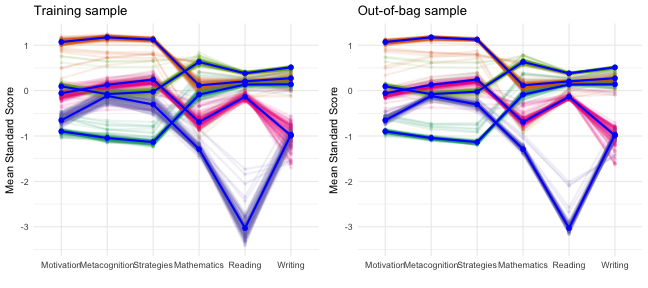 Training sample
Mean Standard Score
1
0
-1
-2
-3
Motivation Metacognition Strategies Mathematics Reading Writing
Out-of-bag sample
Mean Standard Score
1
0
-1
-2
-3
Motivation Metacognition Strategies Mathematics Reading Writing